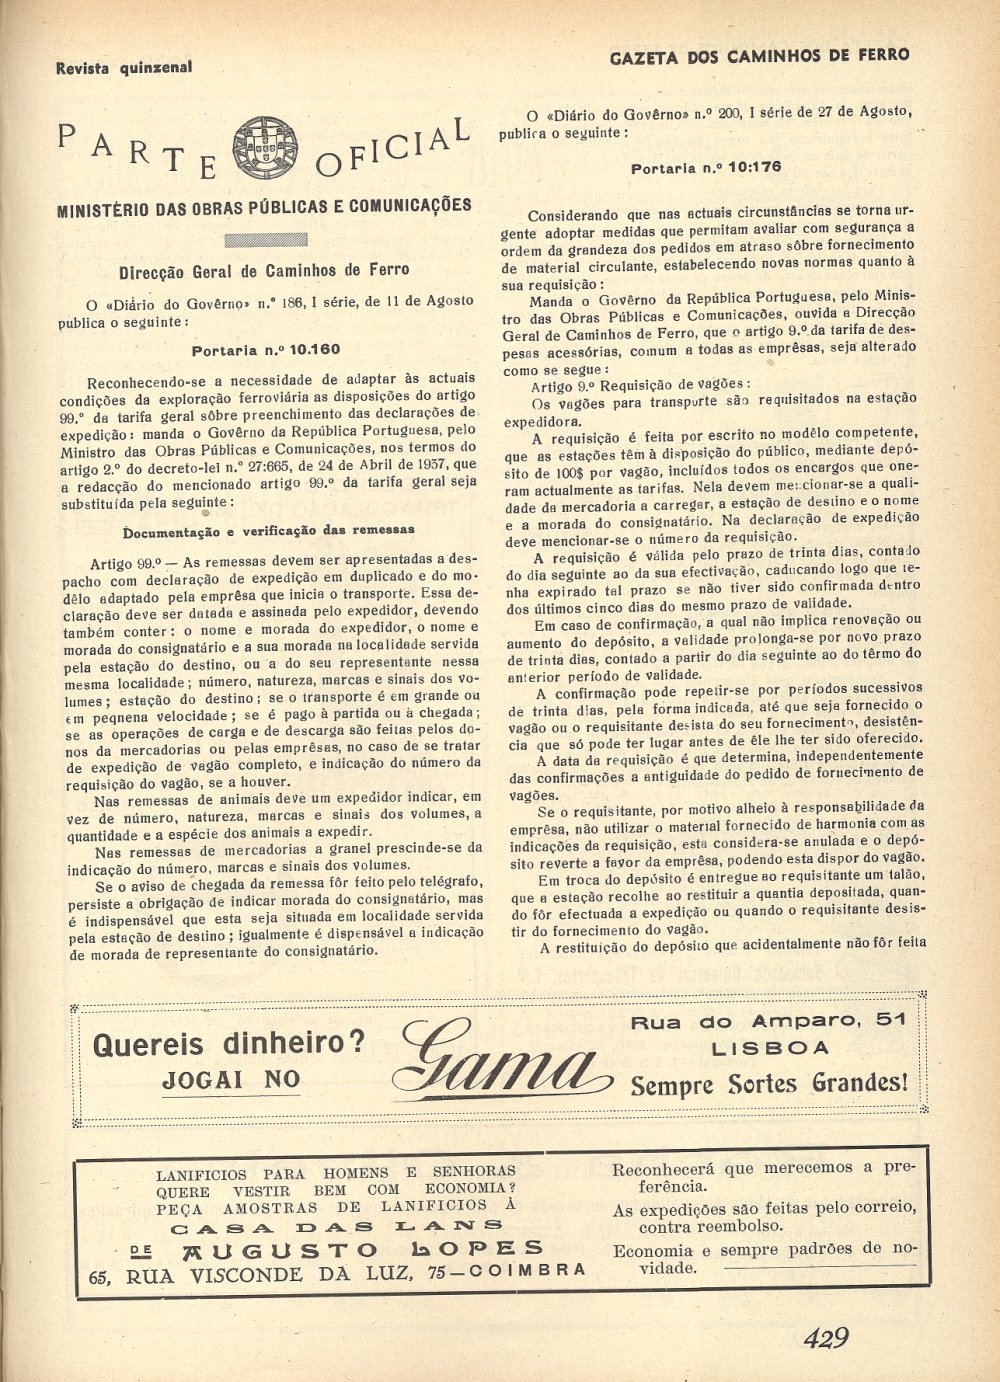 Revista quinzenal
GAZETA DOS CAMINHOS DE FERRO
PARTE OFICIAL
MINISTÉRIO DAS OBRAS PÚBLICAS E COMUNICAÇÕES
Direcção Geral de Caminhos de Ferro
O «Diário do Govêrno» n.º 186, I série, de 11 de Agosto
publica o seguinte:
Portaria n.º 10.160
Reconhecendo-se a necessidade de adaptar às actuais
condições da exploração ferroviária as disposições do artigo
99.º da tarifa geral sôbre preenchimento das declarações de
expedição: manda o Govêrno da República Portuguesa, pelo
Ministro das Obras Públicas e Comunicações, nos termos do
artigo 2.º do decreto-lei n.º 27:665, de 24 de Abril de 1937, que
a redacção do mencionado artigo 99.º da tarifa geral seja
substituída pela seguinte:
Documentação e verificação das remessas
Artigo 99.º — As remessas devem ser apresentadas a des-
pacho com declaração de expedição em duplicado e do mo-
dêlo adaptado pela emprêsa que inicia o transporte. Essa de-
claração deve ser datada e assinada pelo expedidor, devendo
também conter: o nome e morada do expedidor, o nome e
morada do consignatário e a sua morada na localidade servida
pela estação do destino, ou a do seu representante nessa
mesma localidade; número, natureza, marcas e sinais dos vo-
lumes; estação do destino; se o transporte é em grande ou
em peqnena velocidade; se é pago à partida ou à chegada;
se as operações de carga e de descarga são feitas pelos do-
nos da mercadorias ou pelas emprêsas, no caso de se tratar
de expedição de vagão completo, e indicação do número da
requisição do vagão, se a houver.
Nas remessas de animais deve um expedidor indicar, em
vez de número, natureza, marcas e sinais dos volumes, a
quantidade e a espécie dos animais a expedir.
Nas remessas de mercadorias a granel prescinde-se da
indicação do número, marcas e sinais dos volumes.
Se o aviso de chegada da remessa fôr feito pelo telégrafo,
persiste a obrigação de indicar morada do consignatário, mas
é indispensável que esta seja situada em localidade servida
pela estação de destino; igualmente é dispensável a indicação
de morada de representante do consignatário.
O «Diário do Govêrno» n.º 200, I série de 27 de Agosto,
publica o seguinte:
Portaria n.º 10:176
Considerando que nas actuais circunstâncias se torna ur-
gente adoptar medidas que permitam avaliar com segurança a
ordem da grandeza dos pedidos em atraso sôbre fornecimento
de material circulante, estabelecendo novas normas quanto à
sua requisição:
Manda o Govêrno da República Portuguesa, pelo Minis-
tro das Obras Públicas e Comunicações, ouvida a Direcção
Geral de Caminhos de Ferro, que o artigo 9.º da tarifa de des-
pesas acessórias, comum a todas as emprêsas, seja alterado
como se segue:
Artigo 9.º Requisição de vagões:
Os vagões para transporte são requisitados na estação
expedidora.
A requisição é feita por escrito no modêlo competente,
que as estações têm à disposição do público, mediante depó-
sito de 100$ por vagão, incluídos todos os encargos que one-
ram actualmente as tarifas. Nela devem mencionar-se a quali-
dade da mercadoria a carregar, a estação de destino e o nome
e a morada do consignatário. Na declaração de expedição
deve mencionar-se o número da requisição.
A requisição é válida pelo prazo de trinta dias, contado
do dia seguinte ao da sua efectivação, caducando logo que te-
nha expirado tal prazo se não tiver sido confirmada dentro
dos últimos cinco dias do mesmo prazo de validade.
Em caso de confirmação, a qual não implica renovação ou
aumento do depósito, a validade prolonga-se por novo prazo
de trinta dias, contado a partir do dia seguinte ao do têrmo do
anterior período de validade.
A confirmação pode repetir-se por períodos sucessivos
de trinta dias, pela forma indicada, até que seja fornecido o
vagão ou o requisitante desista do seu fornecimento, desistên-
cia que só pode ter lugar antes de êle lhe ter sido oferecido.
A data da requisição é que determina, independentemente
das confirmações a antiguidade do pedido de fornecimento de
vagões.
Se o requisitante, por motivo alheio à responsabilidade da
emprêsa, não utilizar o material fornecido de harmonia com as
indicações da requisição, esta considera-se anulada e o depó-
sito reverte a favor da emprêsa, podendo esta dispor do vagão.
Em troca do depósito é entregue ao requisitante um talão,
que a estação recolhe ao restituir a quantia depositada, quan-
do fôr efectuada a expedição ou quando o requisitante desis-
tir do fornecimento do vagão.
A restituição do depósito que acidentalmente não fôr feita
Quereis dinheiro?
JOGAI NO
Gama
Rua do Amparo, 51
LISBOA
Sempre Sortes Grandes!
LANIFICIOS PARA HOMENS E SENHORAS
QUERE VESTIR BEM COM ECONOMIA?
PEÇA AMOSTRAS DE LANIFICIOS À
CASA DAS LANS
DE AUGUSTO LOPES
65, RUA VISCONDE DA LUZ, 75—COIMBRA
Reconhecerá que merecemos a pre-
ferência.
As expedições são feitas pelo correio,
contra reembolso.
Economia e sempre padrões de no-
vidade.
429